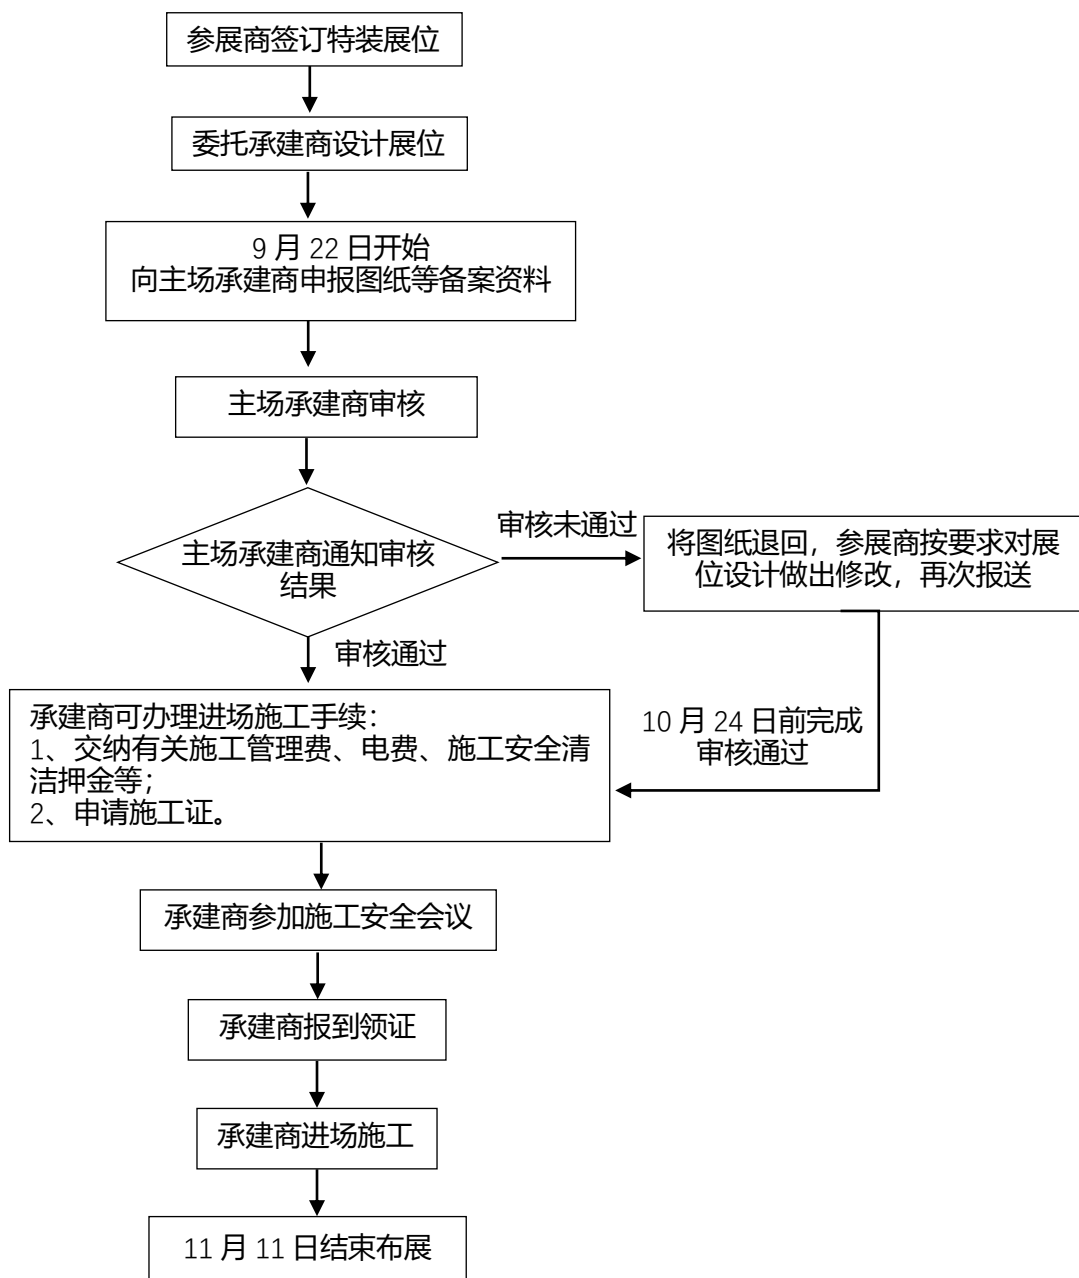 参展商签订特装展位
委托承建商设计展位
9 月 22 日开始
向主场承建商申报图纸等备案资料
主场承建商审核
主场承建商通知审核
结果
审核未通过
将图纸退回，参展商按要求对展
位设计做出修改，再次报送
审核通过
10 月 24 日前完成
审核通过
承建商可办理进场施工手续：
1、交纳有关施工管理费、电费、施工安全清
洁押金等；
2、申请施工证。
承建商参加施工安全会议
承建商报到领证
承建商进场施工
11 月 11 日结束布展